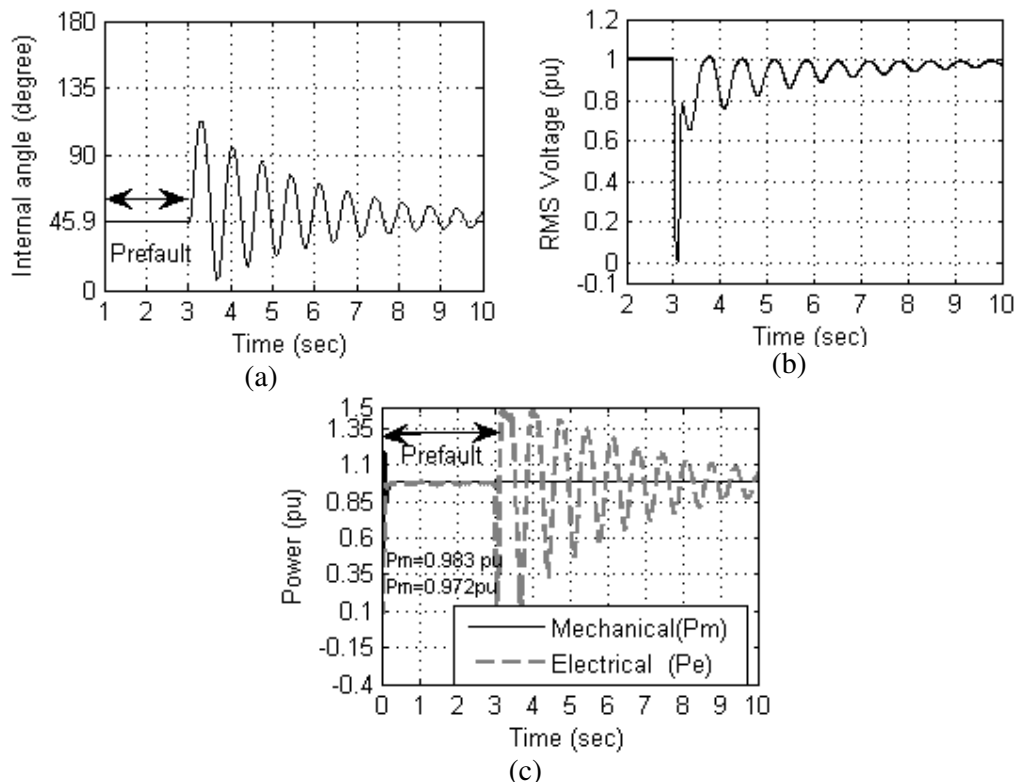 180
135
90
45.9
0
Internal angle (degree)
Prefault
1 2 3 4 5 6 7 8 9 10
Time (sec)
(a)
1.2
1
0.8
0.6
0.4
0.2
0
-0.1
RMS Voltage (pu)
2 3 4 5 6 7 8 9 10
Time (sec)
(b)
1.5
1.35
1.1
0.85
0.6
0.35
0.1
-0.15
-0.4
Power (pu)
Prefault
Pm=0.983 pu
Pm=0.972pu
Mechanical(Pm)
Electrical (Pe)
0 1 2 3 4 5 6 7 8 9 10
Time (sec)
(c)